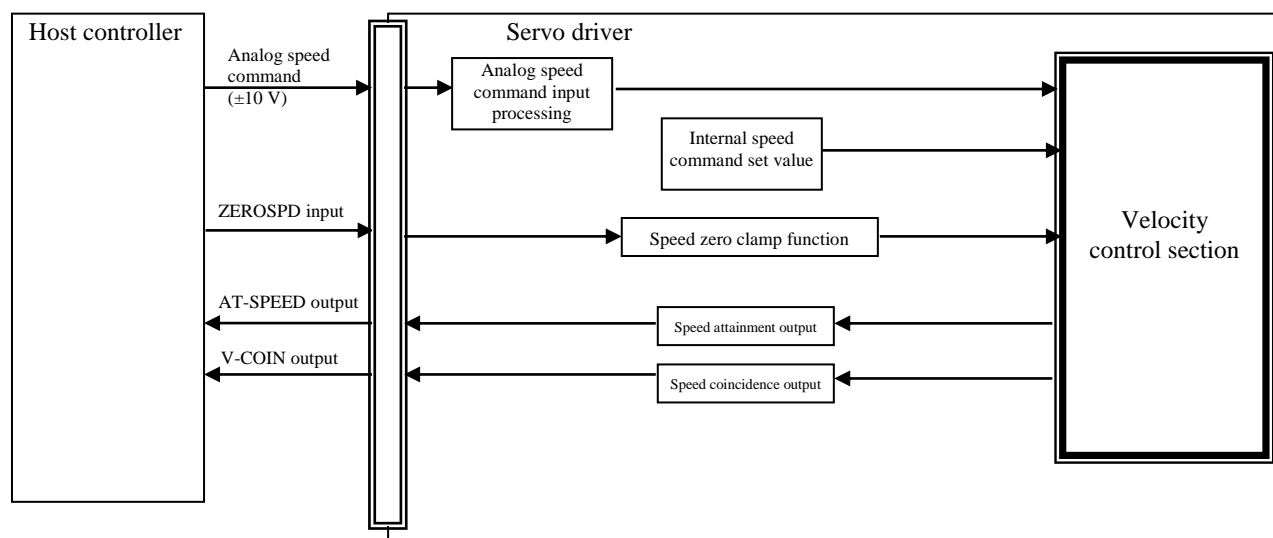 Host controller
Servo driver
Analog speed
command
(±10 V)
Analog speed
command input
processing
Internal speed
command set value
ZEROSPD input
Speed zero clamp function
Velocity
control section
AT-SPEED output
Speed attainment output
V-COIN output
Speed coincidence output